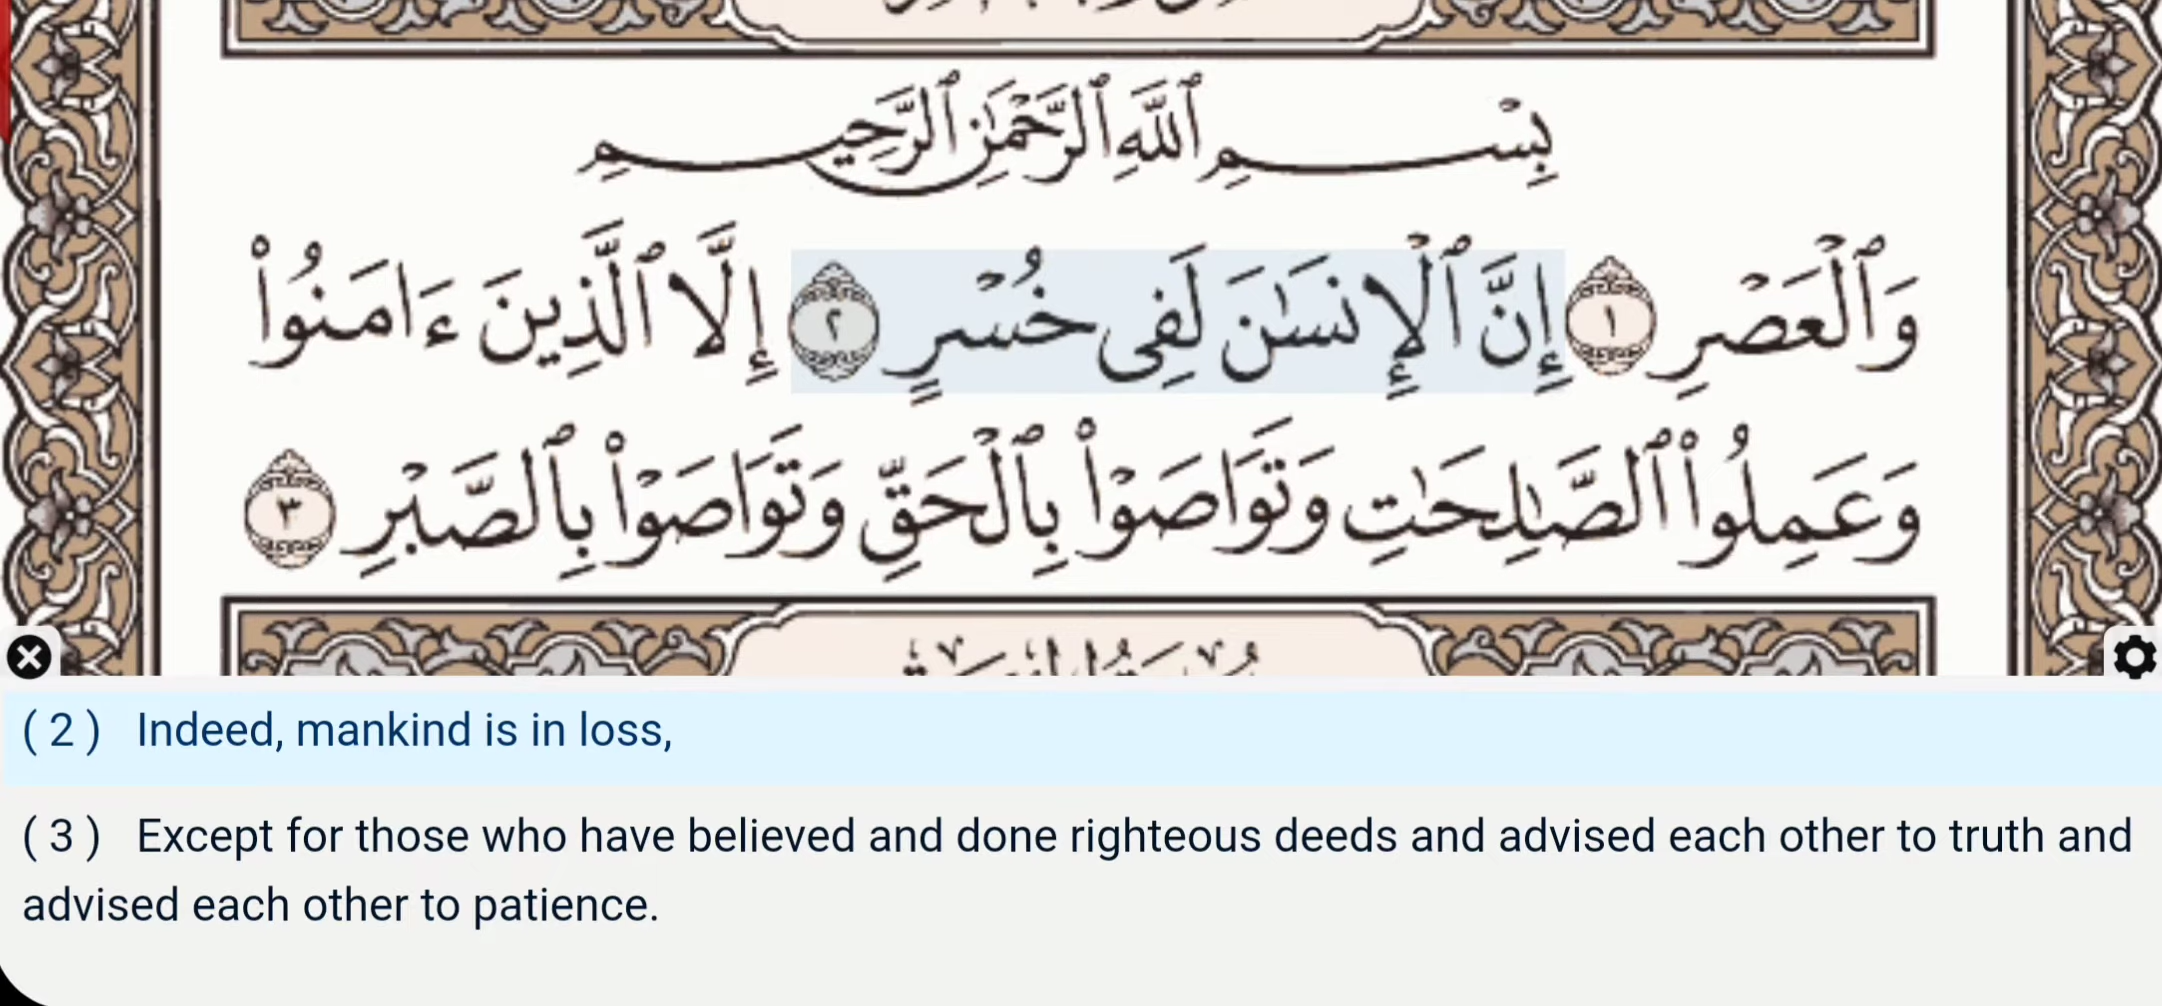 بِسْمِ ٱللَّهِ ٱلرَّحْمَٰنِ ٱلرَّحِيمِ
وَٱلْعَصْرِ ١ إِنَّ ٱلْإِنسَٰنَ لَفِى خُسْرٍ ٢ إِلَّا ٱلَّذِينَ ءَامَنُوا۟
وَعَمِلُوا۟ ٱلصَّٰلِحَٰتِ وَتَوَاصَوْا۟ بِٱلْحَقِّ وَتَوَاصَوْا۟ بِٱلصَّبْرِ ٣
( 2 ) Indeed, mankind is in loss,
( 3 ) Except for those who have believed and done righteous deeds and advised each other to truth and
advised each other to patience.